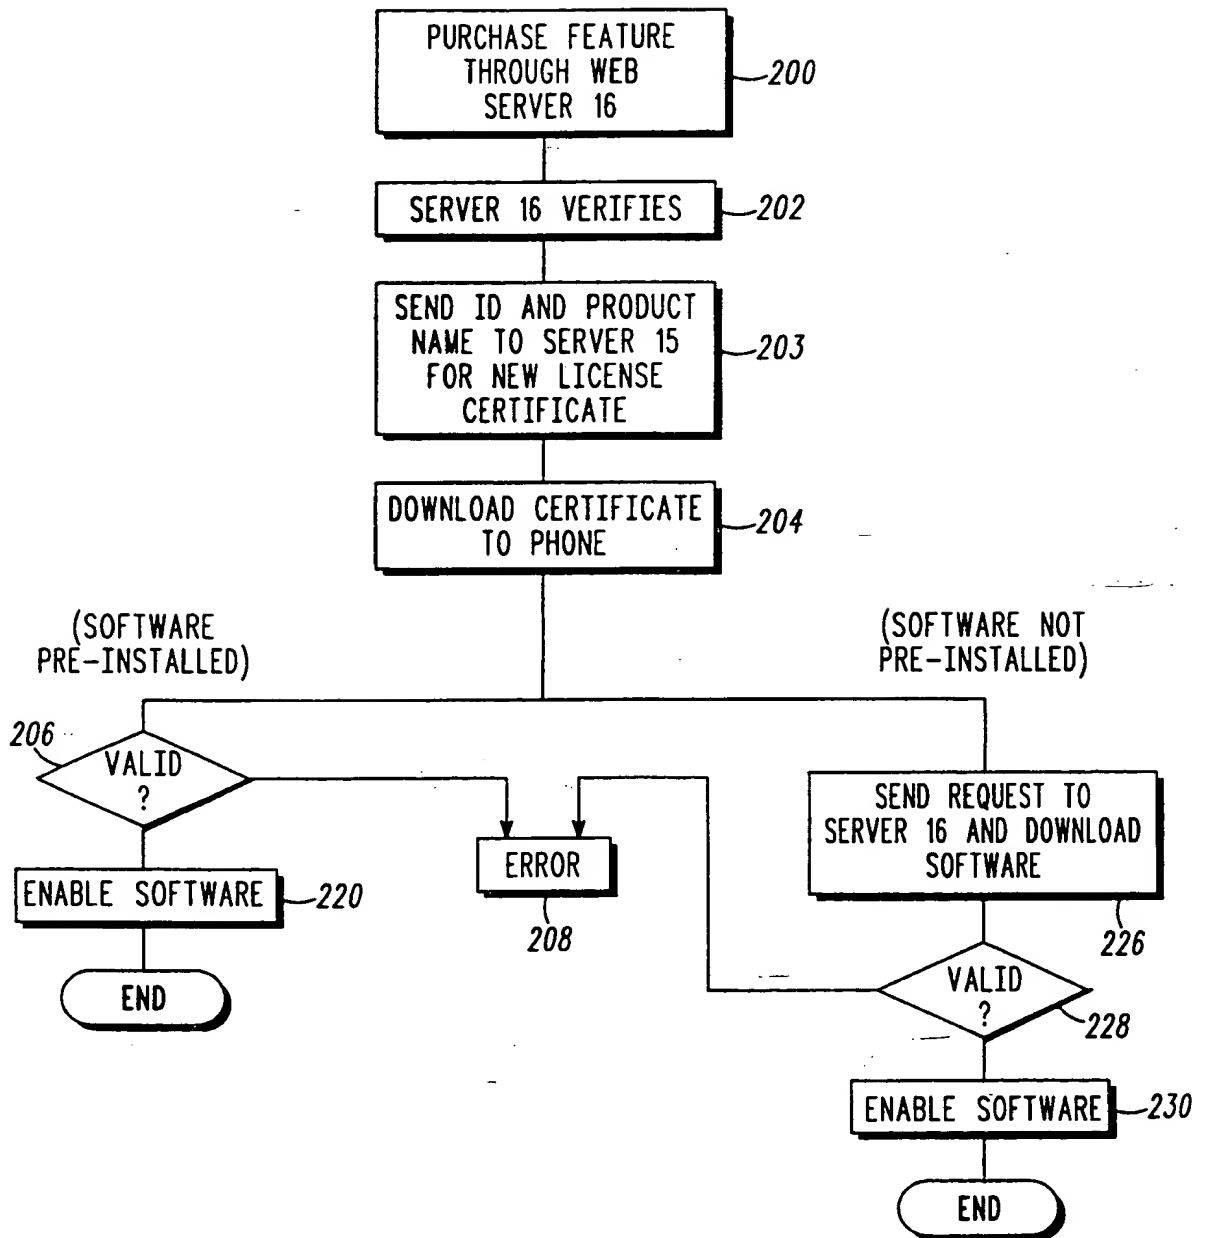 PURCHASE FEATURE
THROUGH WEB
SERVER 16
200
SERVER 16 VERIFIES
202
SEND ID AND PRODUCT
NAME TO SERVER 15
FOR NEW LICENSE
CERTIFICATE
203
DOWNLOAD CERTIFICATE
TO PHONE
204
(SOFTWARE
PRE-INSTALLED)
(SOFTWARE NOT
PRE-INSTALLED)
206
VALID
?
ERROR
208
SEND REQUEST TO
SERVER 16 AND DOWNLOAD
SOFTWARE
226
ENABLE SOFTWARE
220
END
VALID
?
228
ENABLE SOFTWARE
230
END